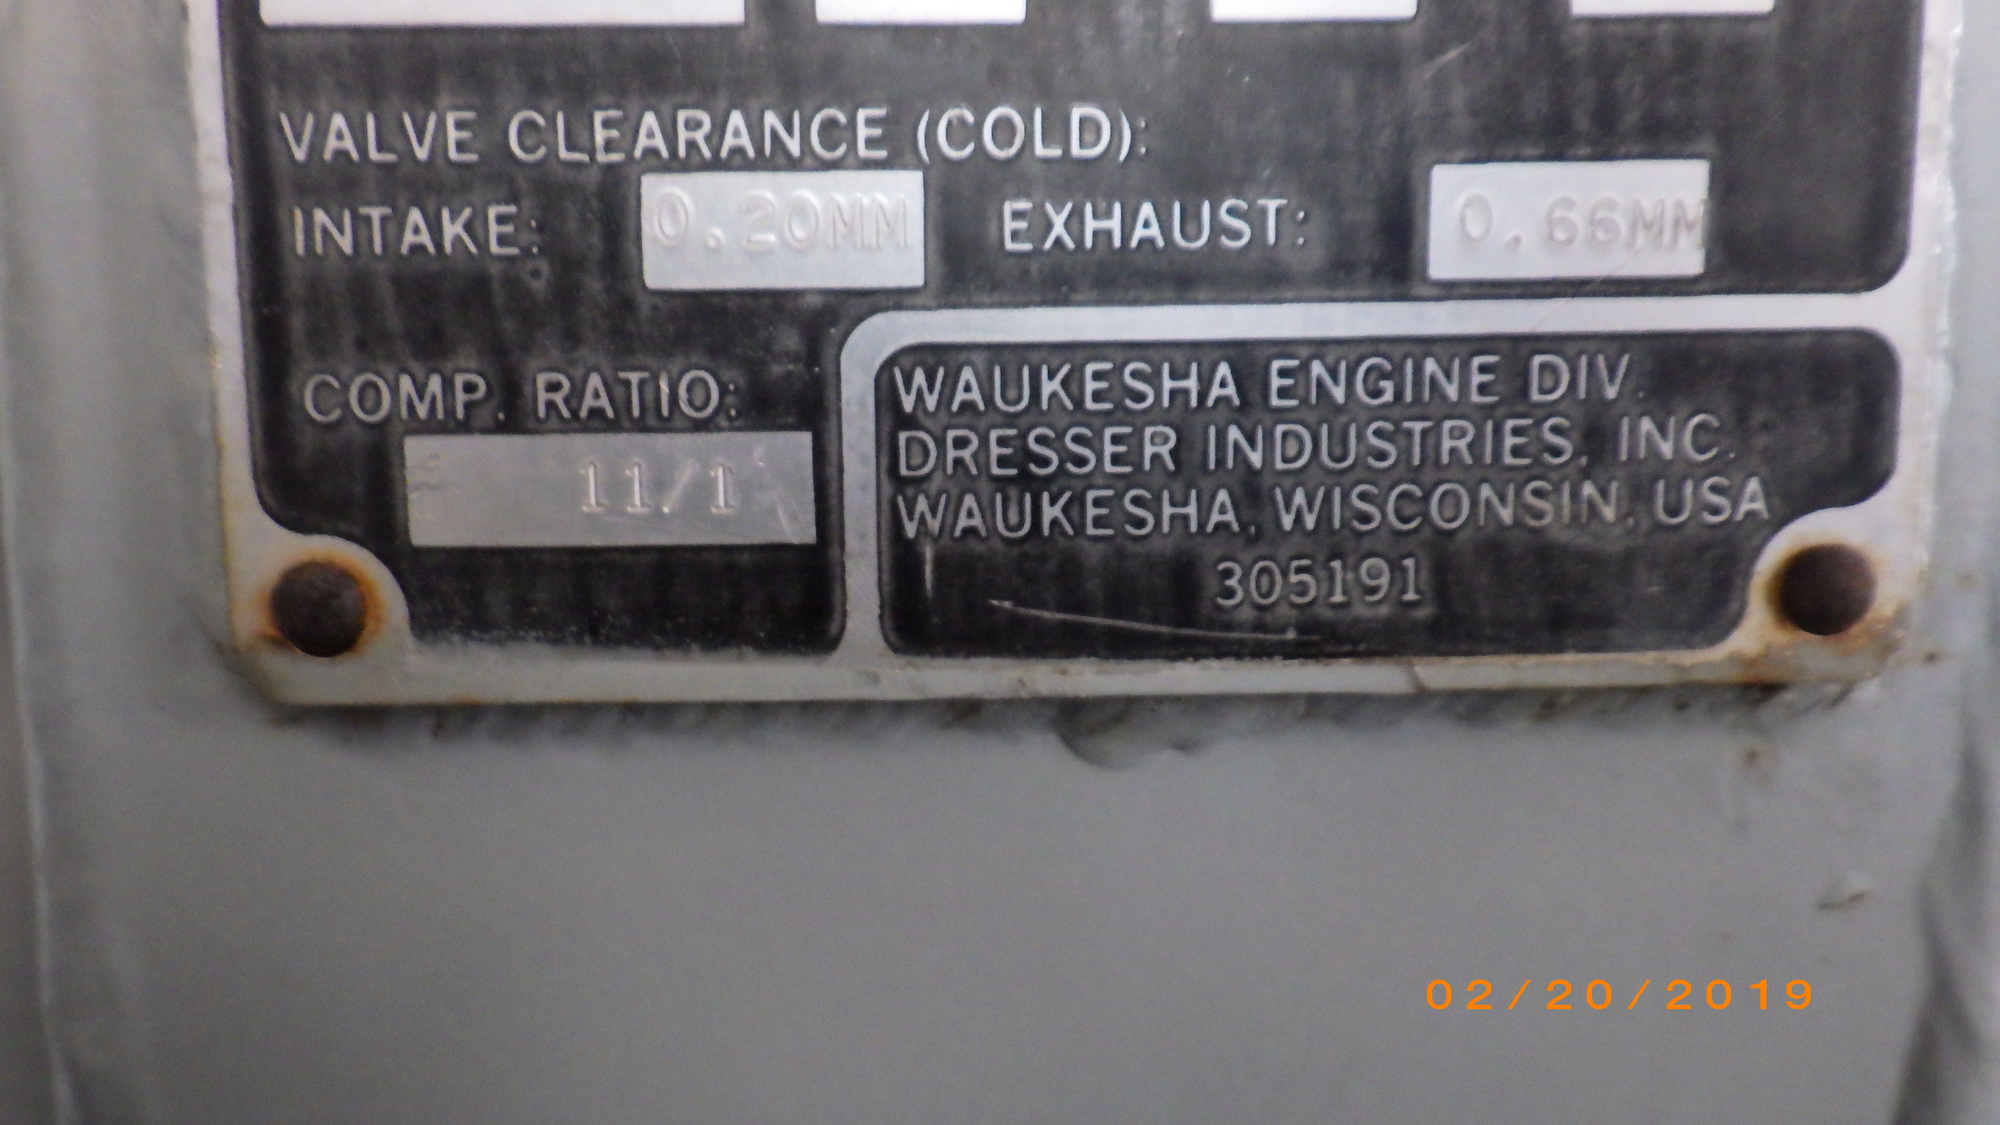 VALVE CLEARANCE (COLD):
INTAKE: 0.20MM EXHAUST: 0.66MM
COMP. RATIO:
11/1
WAUKESHA ENGINE DIV.
DRESSER INDUSTRIES, INC.
WAUKESHA, WISCONSIN, USA
305191
02/20/2019